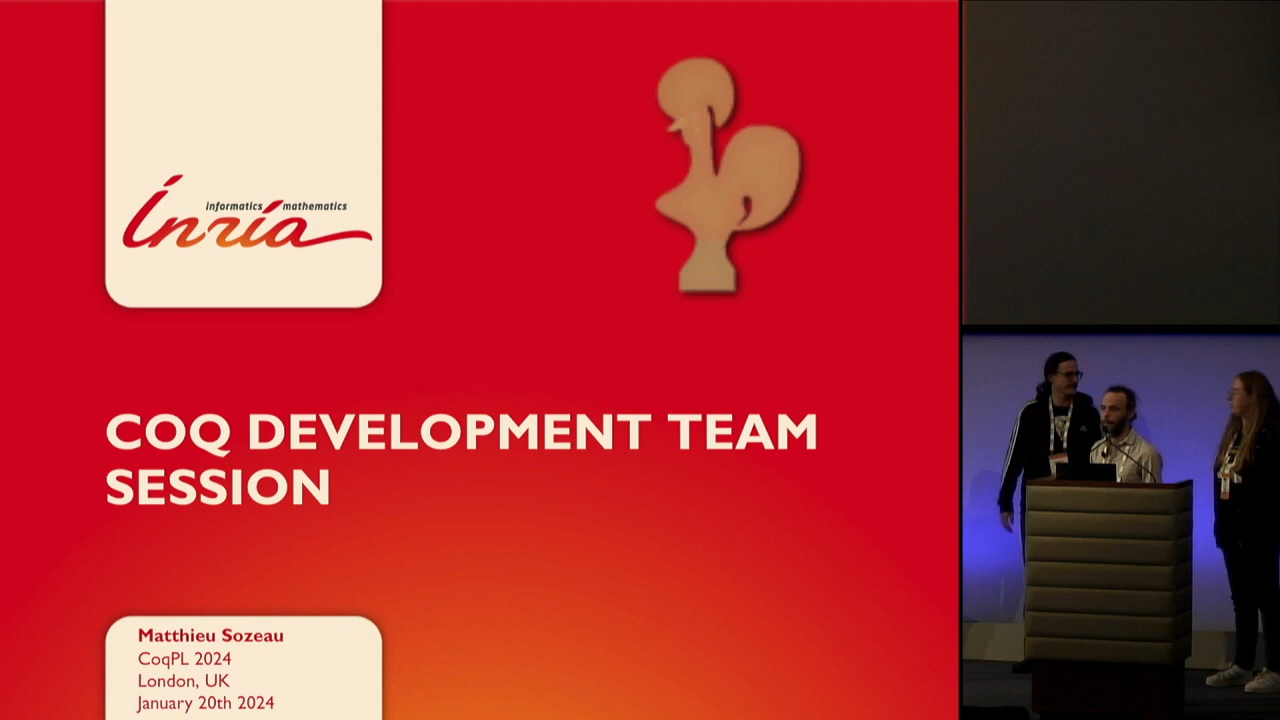 informatics mathematics
Inria
COQ DEVELOPMENT TEAM
SESSION
Matthieu Sozeau
CoqPL 2024
London, UK
January 20th 2024